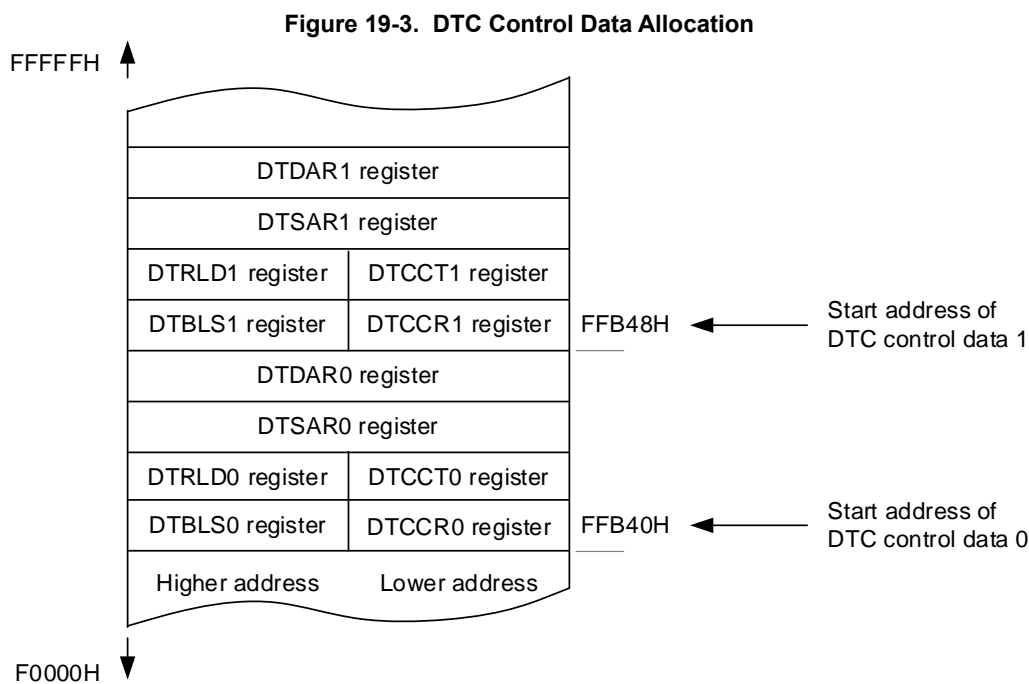 Figure 19-3. DTC Control Data Allocation
FFFFFH
DTDAR1 register
DTSAR1 register
DTRLD1 register DTCCT1 register
DTBLS1 register DTCCR1 register FFB48H
Start address of
DTC control data 1
DTDAR0 register
DTSAR0 register
DTRLD0 register DTCCT0 register
DTBLS0 register DTCCR0 register FFB40H
Start address of
DTC control data 0
Higher address Lower address
F0000H